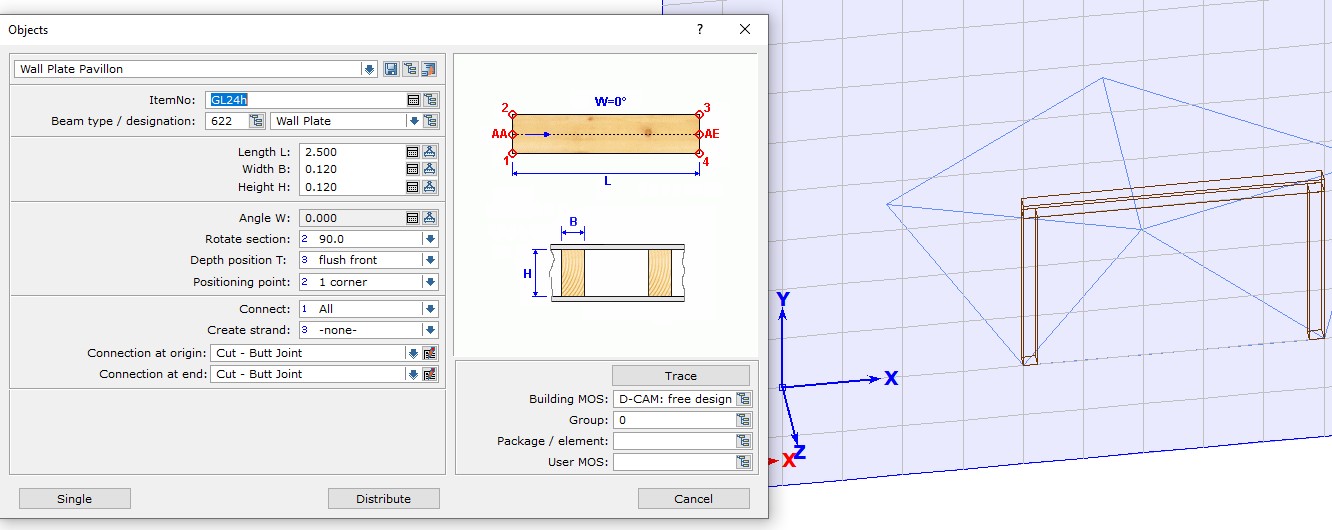 Objects
?
Wall Plate Pavillon
ItemNo: GL24h
Beam type / designation: 622 Wall Plate
Length L: 2.500
Width B: 0.120
Height H: 0.120
Angle W: 0.000
Rotate section: 2 90.0
Depth position T: 3 flush front
Positioning point: 2 1 corner
Connect: 1 All
Create strand: 3 -none-
Connection at origin: Cut - Butt Joint
Connection at end: Cut - Butt Joint
W=0°
2 3
AA AE
1 4
L
B
H
Trace
Building MOS: D-CAM: free design
Group: 0
Package / element:
User MOS:
Single Distribute Cancel
Y
X
Z
X